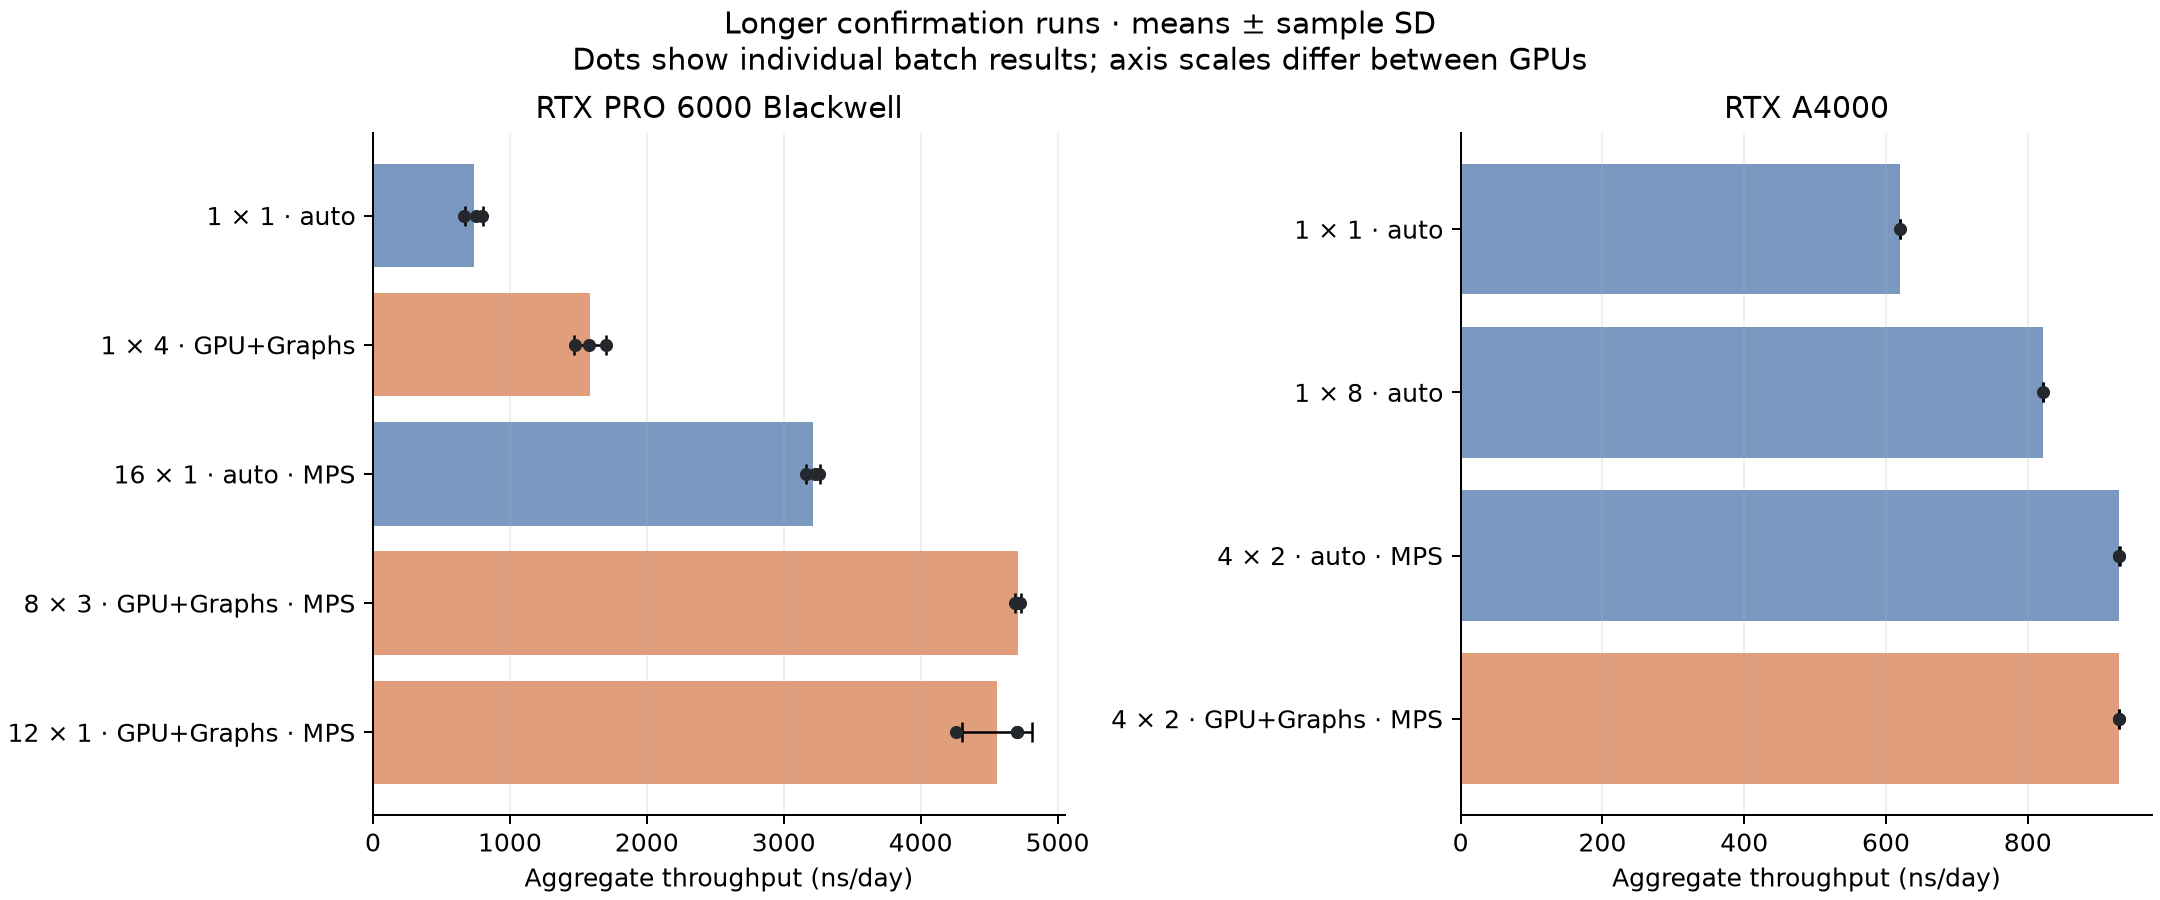 Longer confirmation runs · means ± sample SD
Dots show individual batch results; axis scales differ between GPUs
RTX PRO 6000 Blackwell
1 × 1 · auto
1 × 4 · GPU+Graphs
16 × 1 · auto · MPS
8 × 3 · GPU+Graphs · MPS
12 × 1 · GPU+Graphs · MPS
0 1000 2000 3000 4000 5000
Aggregate throughput (ns/day)
RTX A4000
1 × 1 · auto
1 × 8 · auto
4 × 2 · auto · MPS
4 × 2 · GPU+Graphs · MPS
0 200 400 600 800
Aggregate throughput (ns/day)